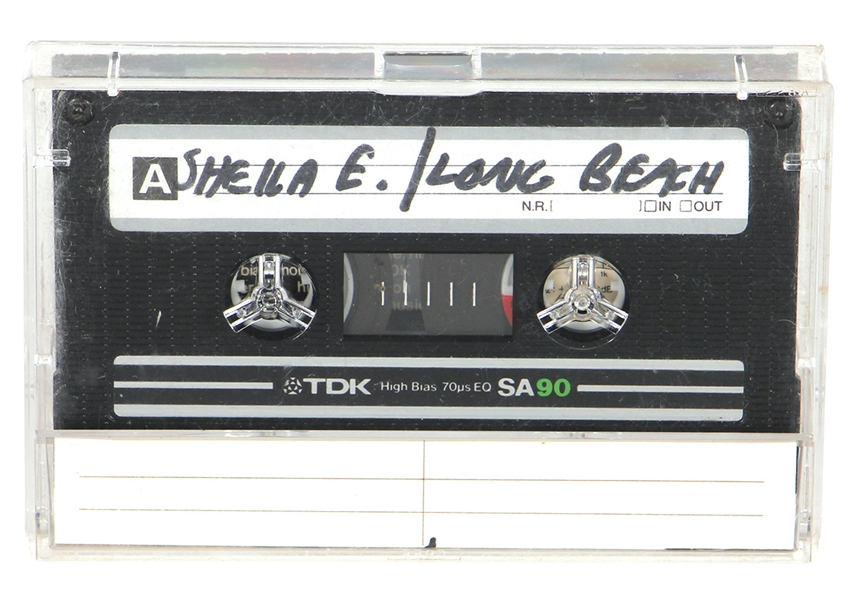 A SHEILA E. / LONG BEACH
N.R.[ ] IN OUT
TDK High Bias 70µs EQ SA90